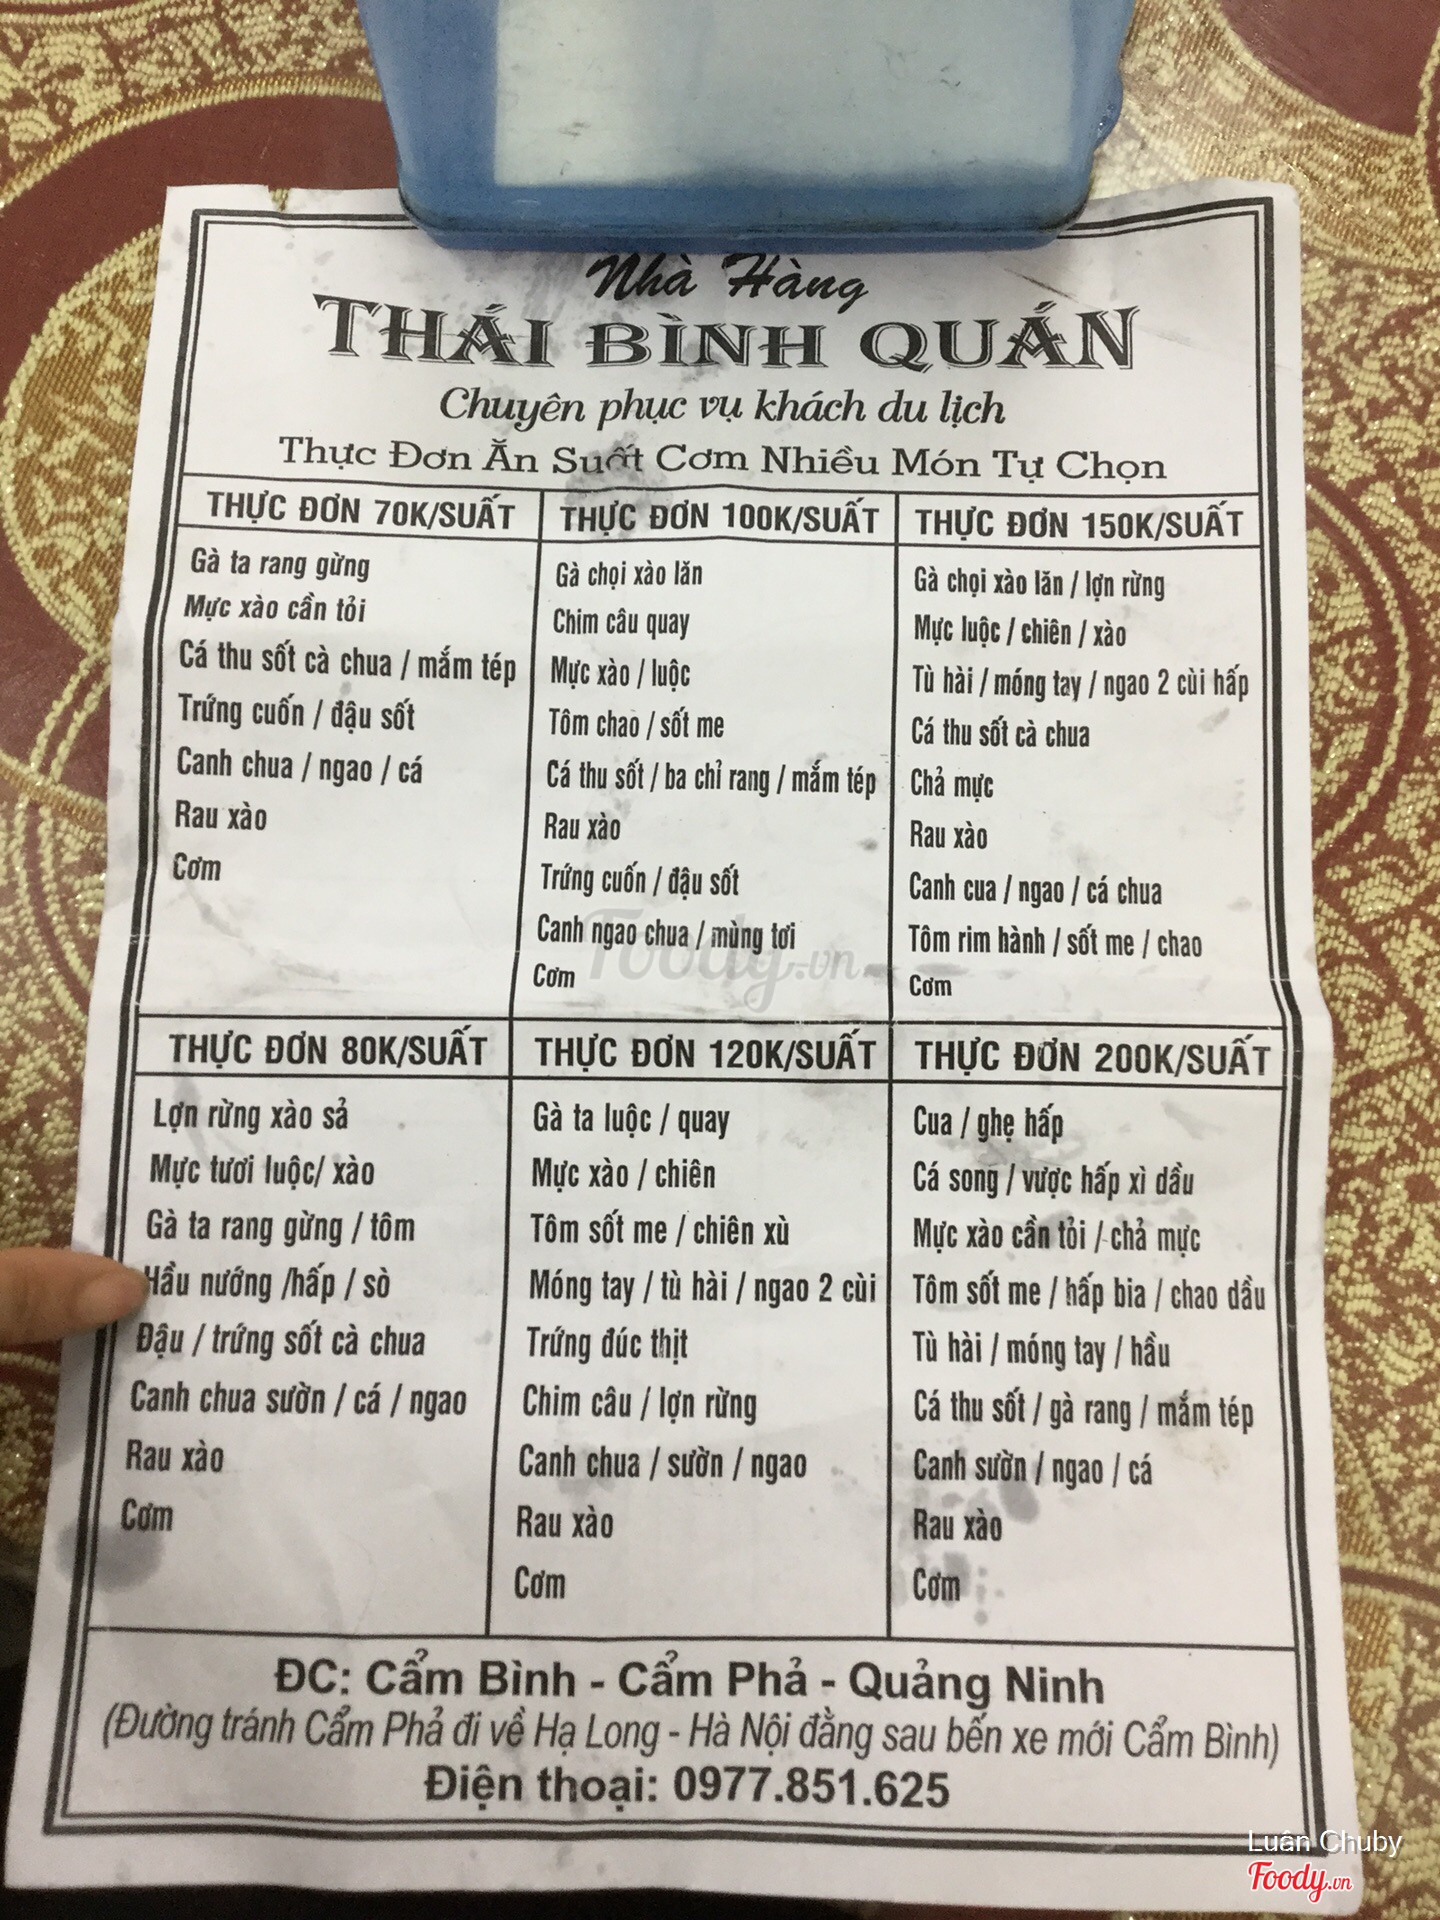 Nhà Hàng
THÁI BÌNH QUÁN
Chuyên phục vụ khách du lịch
Thực Đơn Ăn Suất Cơm Nhiều Món Tự Chọn
THỰC ĐƠN 70K/SUẤT
Gà ta rang gừng
Mực xào cần tỏi
Cá thu sốt cà chua / mắm tép
Trứng cuốn / đậu sốt
Canh chua / ngao / cá
Rau xào
Cơm
THỰC ĐƠN 100K/SUẤT
Gà chọi xào lăn
Chim câu quay
Mực xào / luộc
Tôm chao / sốt me
Cá thu sốt / ba chỉ rang / mắm tép
Rau xào
Trứng cuốn / đậu sốt
Canh ngao chua / mùng tơi
Cơm
THỰC ĐƠN 150K/SUẤT
Gà chọi xào lăn / lợn rừng
Mực luộc / chiên / xào
Tù hài / móng tay / ngao 2 cùi hấp
Cá thu sốt cà chua
Chả mực
Rau xào
Canh cua / ngao / cá chua
Tôm rim hành / sốt me / chao
Cơm
THỰC ĐƠN 80K/SUẤT
Lợn rừng xào sả
Mực tươi luộc/ xào
Gà ta rang gừng / tôm
Hầu nướng /hấp / sò
Đậu / trứng sốt cà chua
Canh chua sườn / cá / ngao
Rau xào
Cơm
THỰC ĐƠN 120K/SUẤT
Gà ta luộc / quay
Mực xào / chiên
Tôm sốt me / chiên xù
Móng tay / tù hài / ngao 2 cùi
Trứng đúc thịt
Chim câu / lợn rừng
Canh chua / sườn / ngao
Rau xào
Cơm
THỰC ĐƠN 200K/SUẤT
Cua / ghẹ hấp
Cá song / vược hấp xì dầu
Mực xào cần tỏi / chả mực
Tôm sốt me / hấp bia / chao dầu
Tù hài / móng tay / hầu
Cá thu sốt / gà rang / mắm tép
Canh sườn / ngao / cá
Rau xào
Cơm
ĐC: Cẩm Bình - Cẩm Phả - Quảng Ninh
(Đường tránh Cẩm Phả đi về Hạ Long - Hà Nội đằng sau bến xe mới Cẩm Bình)
Điện thoại: 0977.851.625
Foody.vn
Luân Chuby
Foody.vn